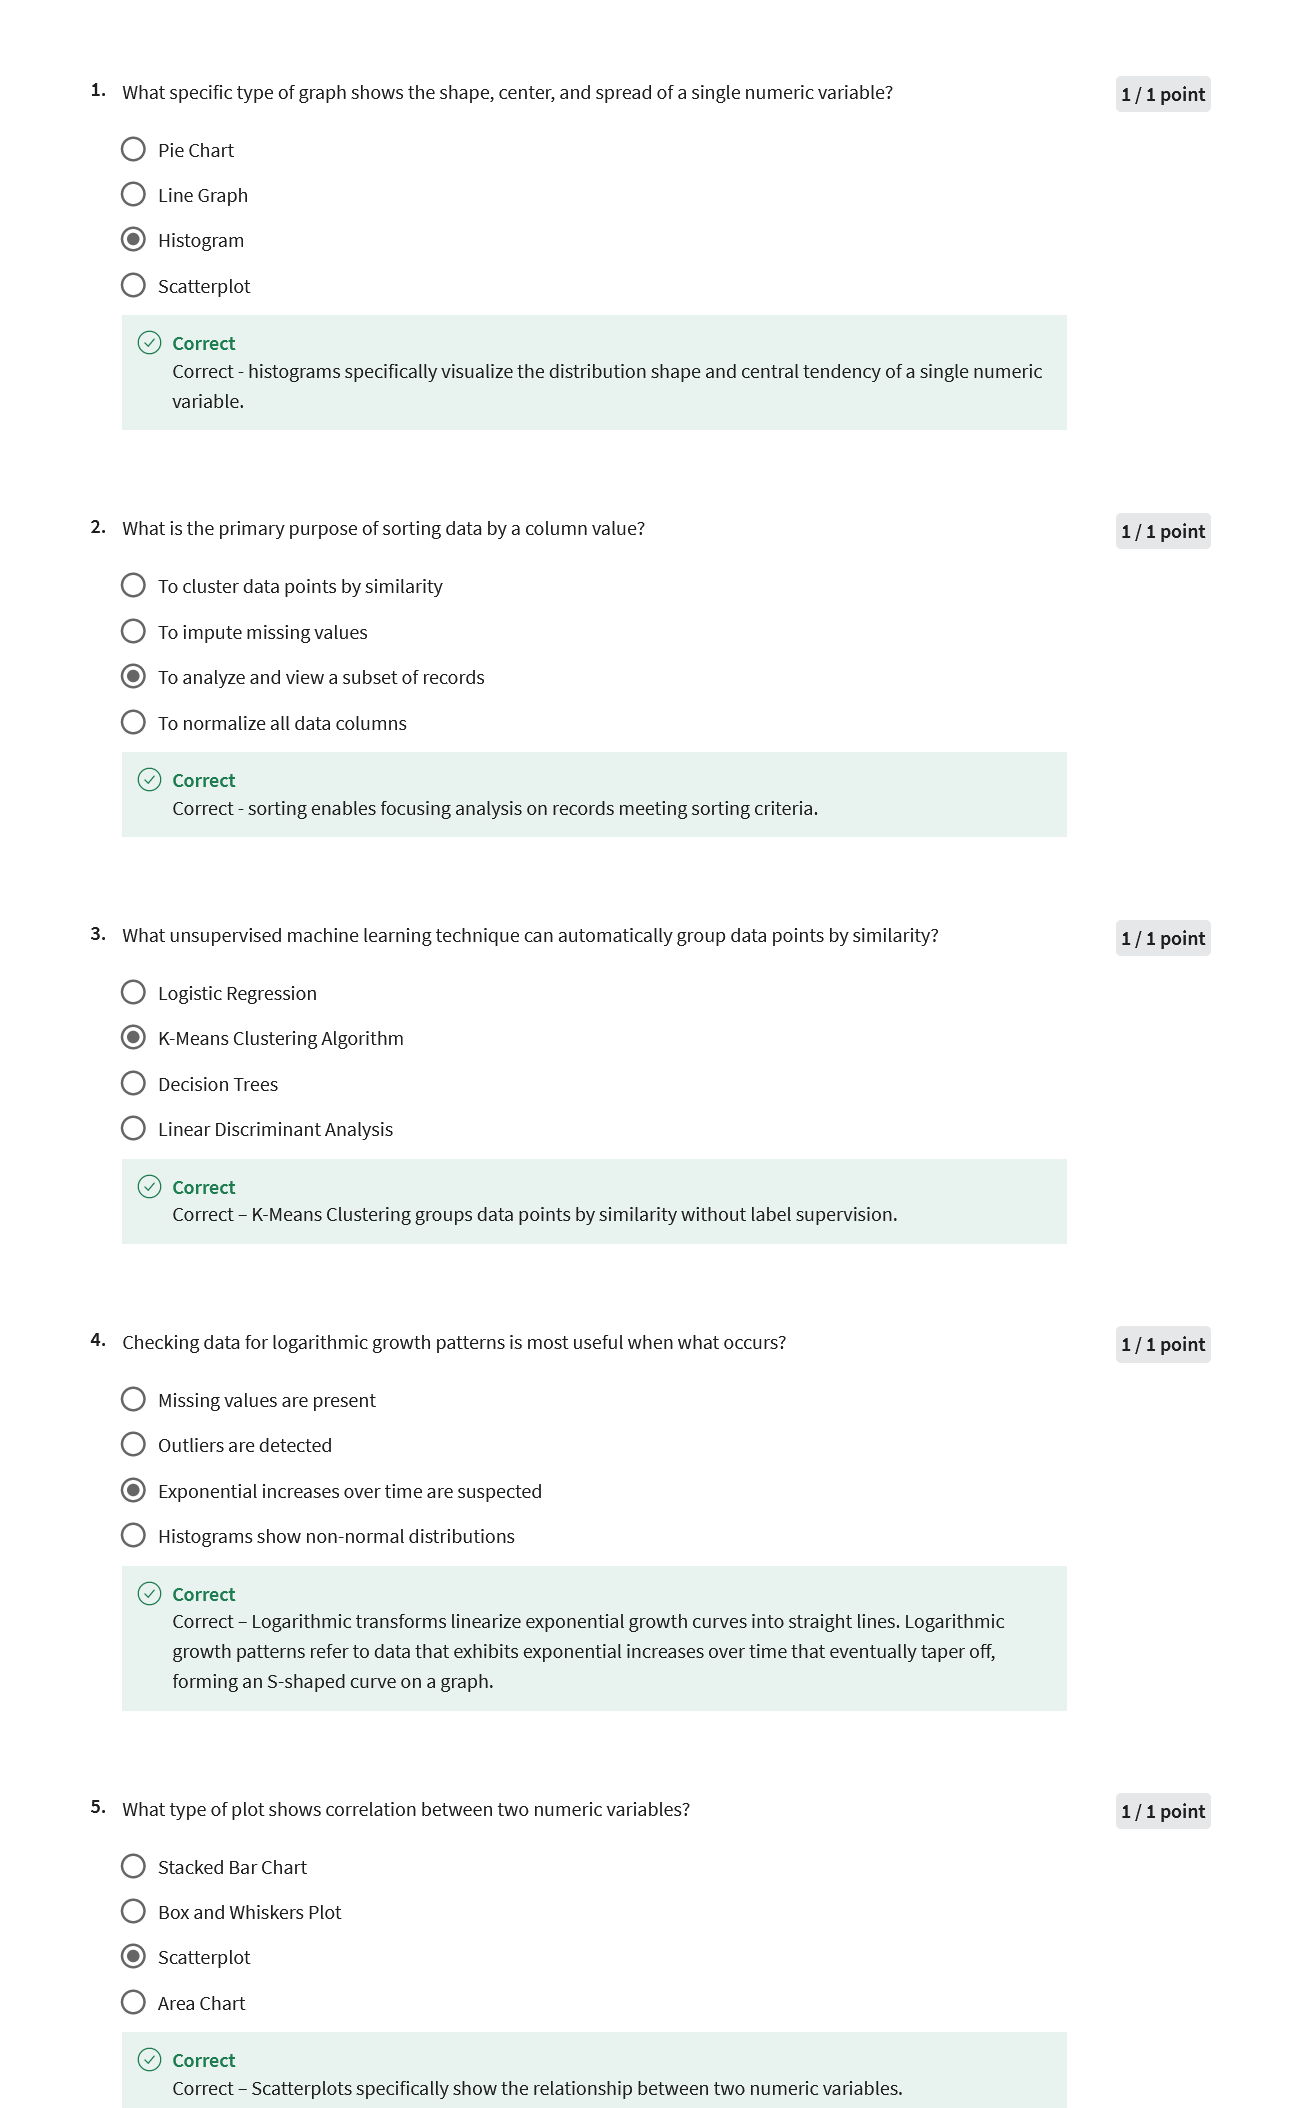 1. What specific type of graph shows the shape, center, and spread of a single numeric variable?
1 / 1 point
Pie Chart
Line Graph
Histogram
Scatterplot
Correct
Correct - histograms specifically visualize the distribution shape and central tendency of a single numeric
variable.
2. What is the primary purpose of sorting data by a column value?
1 / 1 point
To cluster data points by similarity
To impute missing values
To analyze and view a subset of records
To normalize all data columns
Correct
Correct - sorting enables focusing analysis on records meeting sorting criteria.
3. What unsupervised machine learning technique can automatically group data points by similarity?
1 / 1 point
Logistic Regression
K-Means Clustering Algorithm
Decision Trees
Linear Discriminant Analysis
Correct
Correct – K-Means Clustering groups data points by similarity without label supervision.
4. Checking data for logarithmic growth patterns is most useful when what occurs?
1 / 1 point
Missing values are present
Outliers are detected
Exponential increases over time are suspected
Histograms show non-normal distributions
Correct
Correct – Logarithmic transforms linearize exponential growth curves into straight lines. Logarithmic
growth patterns refer to data that exhibits exponential increases over time that eventually taper off,
forming an S-shaped curve on a graph.
5. What type of plot shows correlation between two numeric variables?
1 / 1 point
Stacked Bar Chart
Box and Whiskers Plot
Scatterplot
Area Chart
Correct
Correct – Scatterplots specifically show the relationship between two numeric variables.